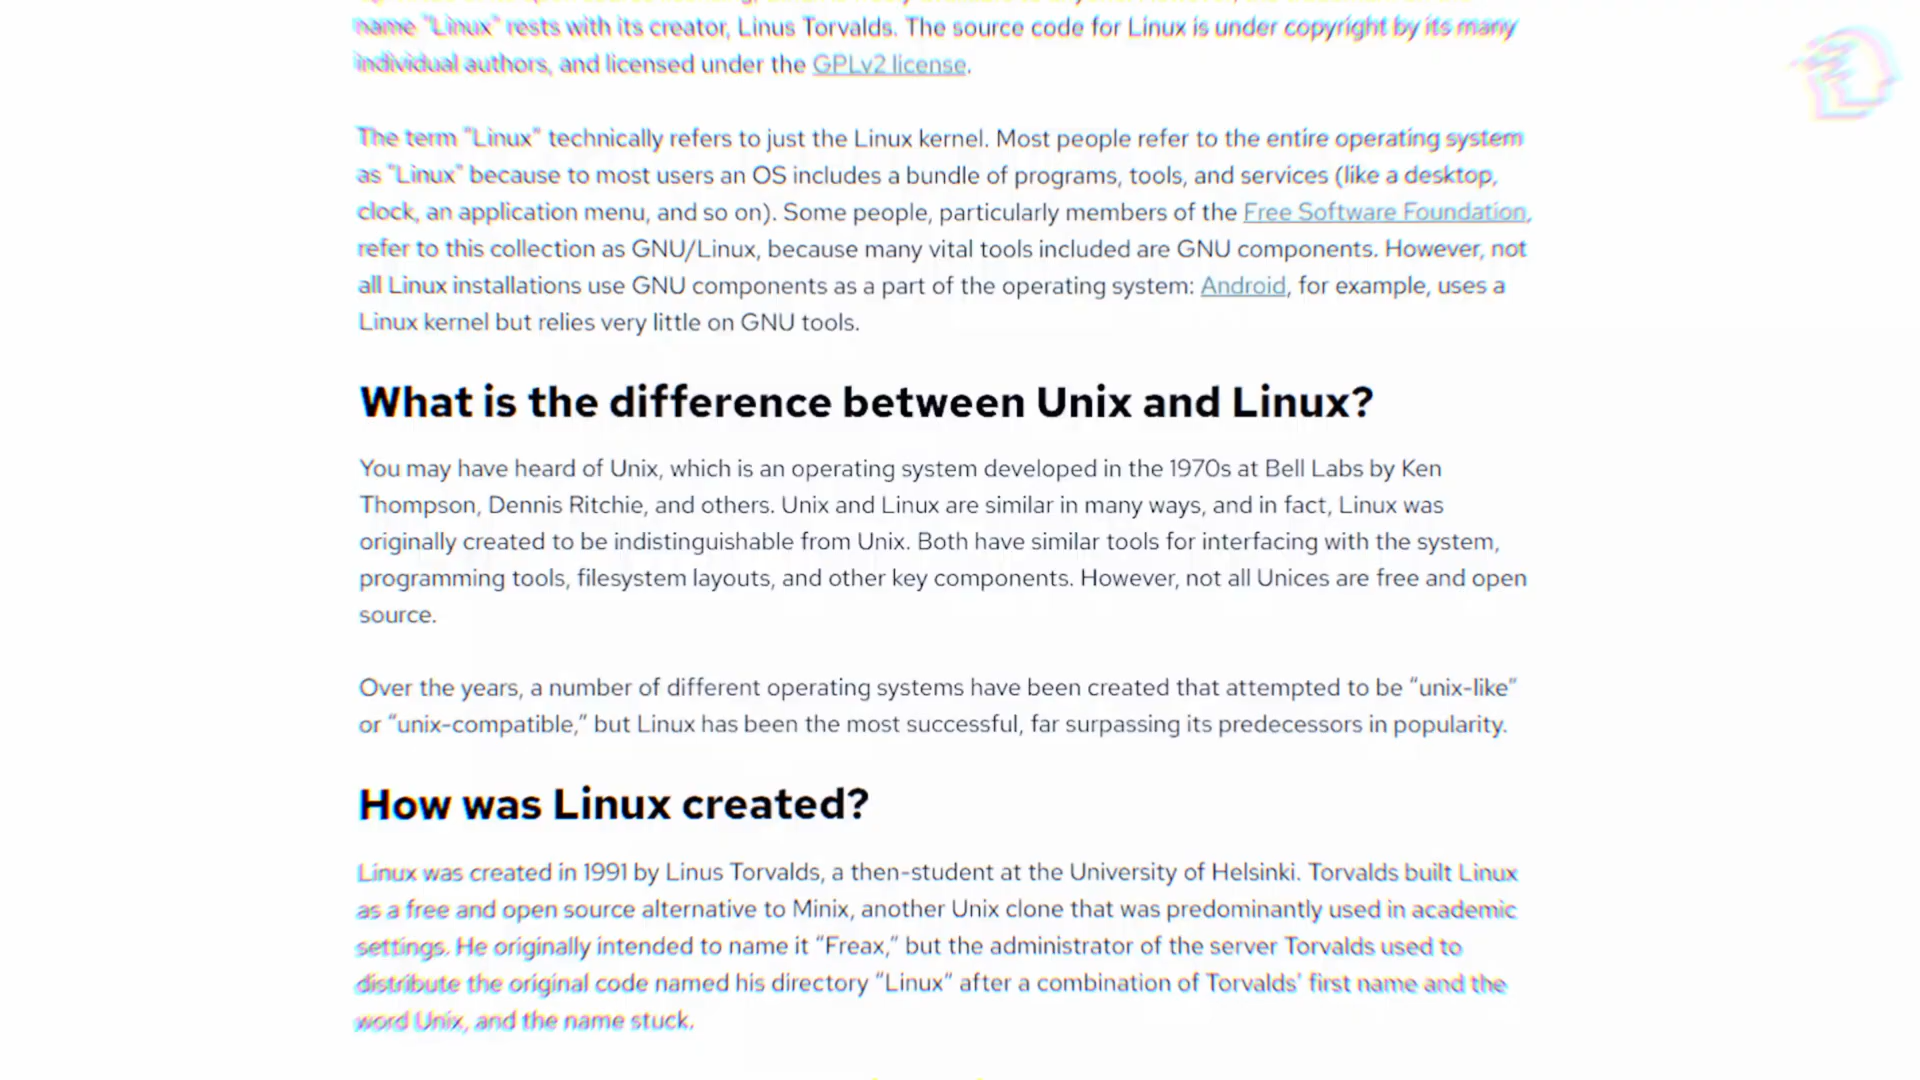 name "Linux" rests with its creator, Linus Torvalds. The source code for Linux is under copyright by its many
individual authors, and licensed under the GPLv2 license.
The term "Linux" technically refers to just the Linux kernel. Most people refer to the entire operating system
as "Linux" because to most users an OS includes a bundle of programs, tools, and services (like a desktop,
clock, an application menu, and so on). Some people, particularly members of the Free Software Foundation,
refer to this collection as GNU/Linux, because many vital tools included are GNU components. However, not
all Linux installations use GNU components as a part of the operating system: Android, for example, uses a
Linux kernel but relies very little on GNU tools.
What is the difference between Unix and Linux?
You may have heard of Unix, which is an operating system developed in the 1970s at Bell Labs by Ken
Thompson, Dennis Ritchie, and others. Unix and Linux are similar in many ways, and in fact, Linux was
originally created to be indistinguishable from Unix. Both have similar tools for interfacing with the system,
programming tools, filesystem layouts, and other key components. However, not all Unices are free and open
source.
Over the years, a number of different operating systems have been created that attempted to be “unix-like”
or “unix-compatible,” but Linux has been the most successful, far surpassing its predecessors in popularity.
How was Linux created?
Linux was created in 1991 by Linus Torvalds, a then-student at the University of Helsinki. Torvalds built Linux
as a free and open source alternative to Minix, another Unix clone that was predominantly used in academic
settings. He originally intended to name it “Freax,” but the administrator of the server Torvalds used to
distribute the original code named his directory “Linux” after a combination of Torvalds’ first name and the
word Unix, and the name stuck.